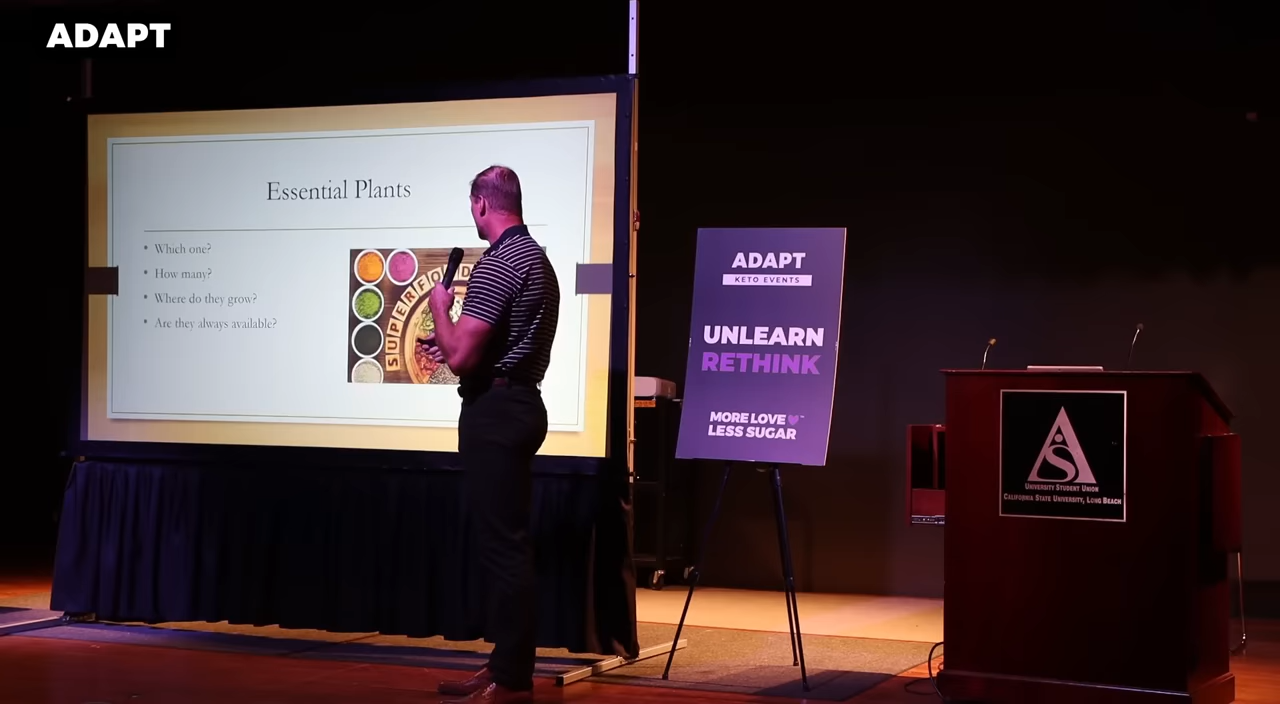 ADAPT
Essential Plants
• Which one?
• How many?
• Where do they grow?
• Are they always available?
SUPERFOOD
ADAPT
KETO EVENTS
UNLEARN
RETHINK
MORE LOVE💜™
LESS SUGAR
UNIVERSITY STUDENT UNION
CALIFORNIA STATE UNIVERSITY, LONG BEACH